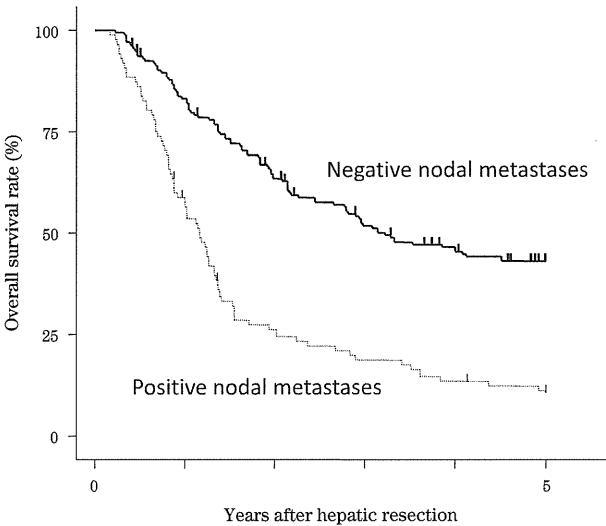 100
75
50
25
0
Overall survival rate (%)
Negative nodal metastases
Positive nodal metastases
0
5
Years after hepatic resection